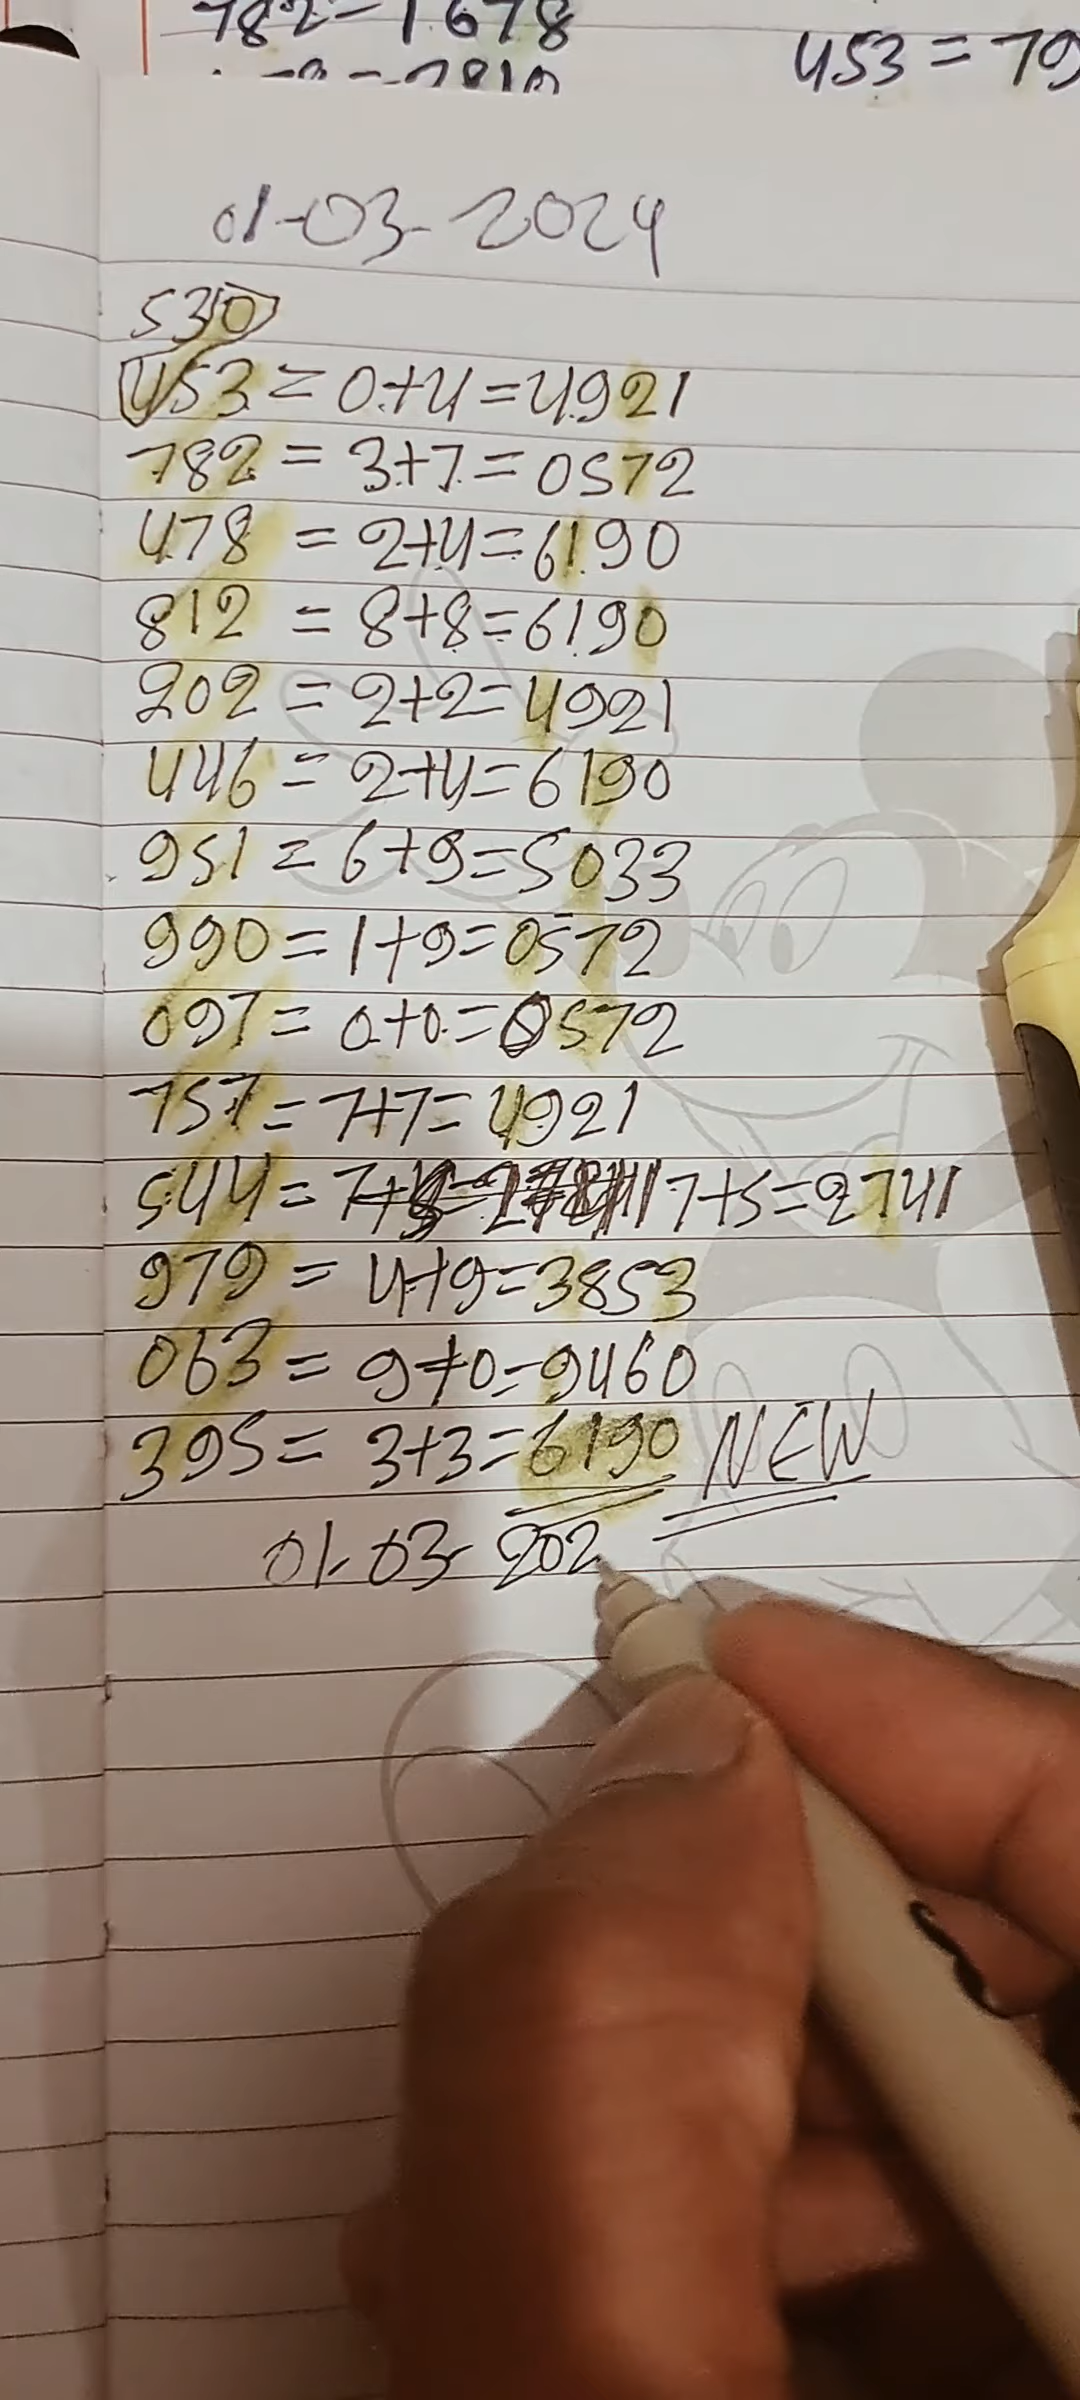 782-1678
453 = 79
01-03-2024
530
453 = 0+4=4921
782 = 3+7=0572
478 = 2+4=6190
812 = 8+8=6190
202 = 2+2=4921
446 = 2+4=6190
951 = 6+9=5033
990 = 1+9=0572
097 = 0+0=0572
757 = 7+7=4921
544 = 7+5=2741
979 = 4+9=3853
063 = 9+0=9460
395 = 3+3=6190 NEW
01-03-202